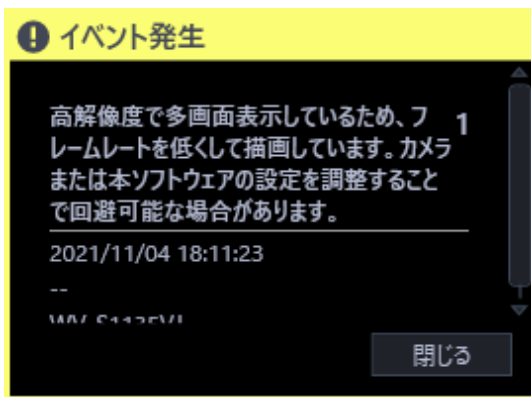 イベント発生
高解像度で多画面表示しているため、フ
レームレートを低くして描画しています。カメラ
または本ソフトウェアの設定を調整すること
で回避可能な場合があります。
1
2021/11/04 18:11:23
--
閉じる